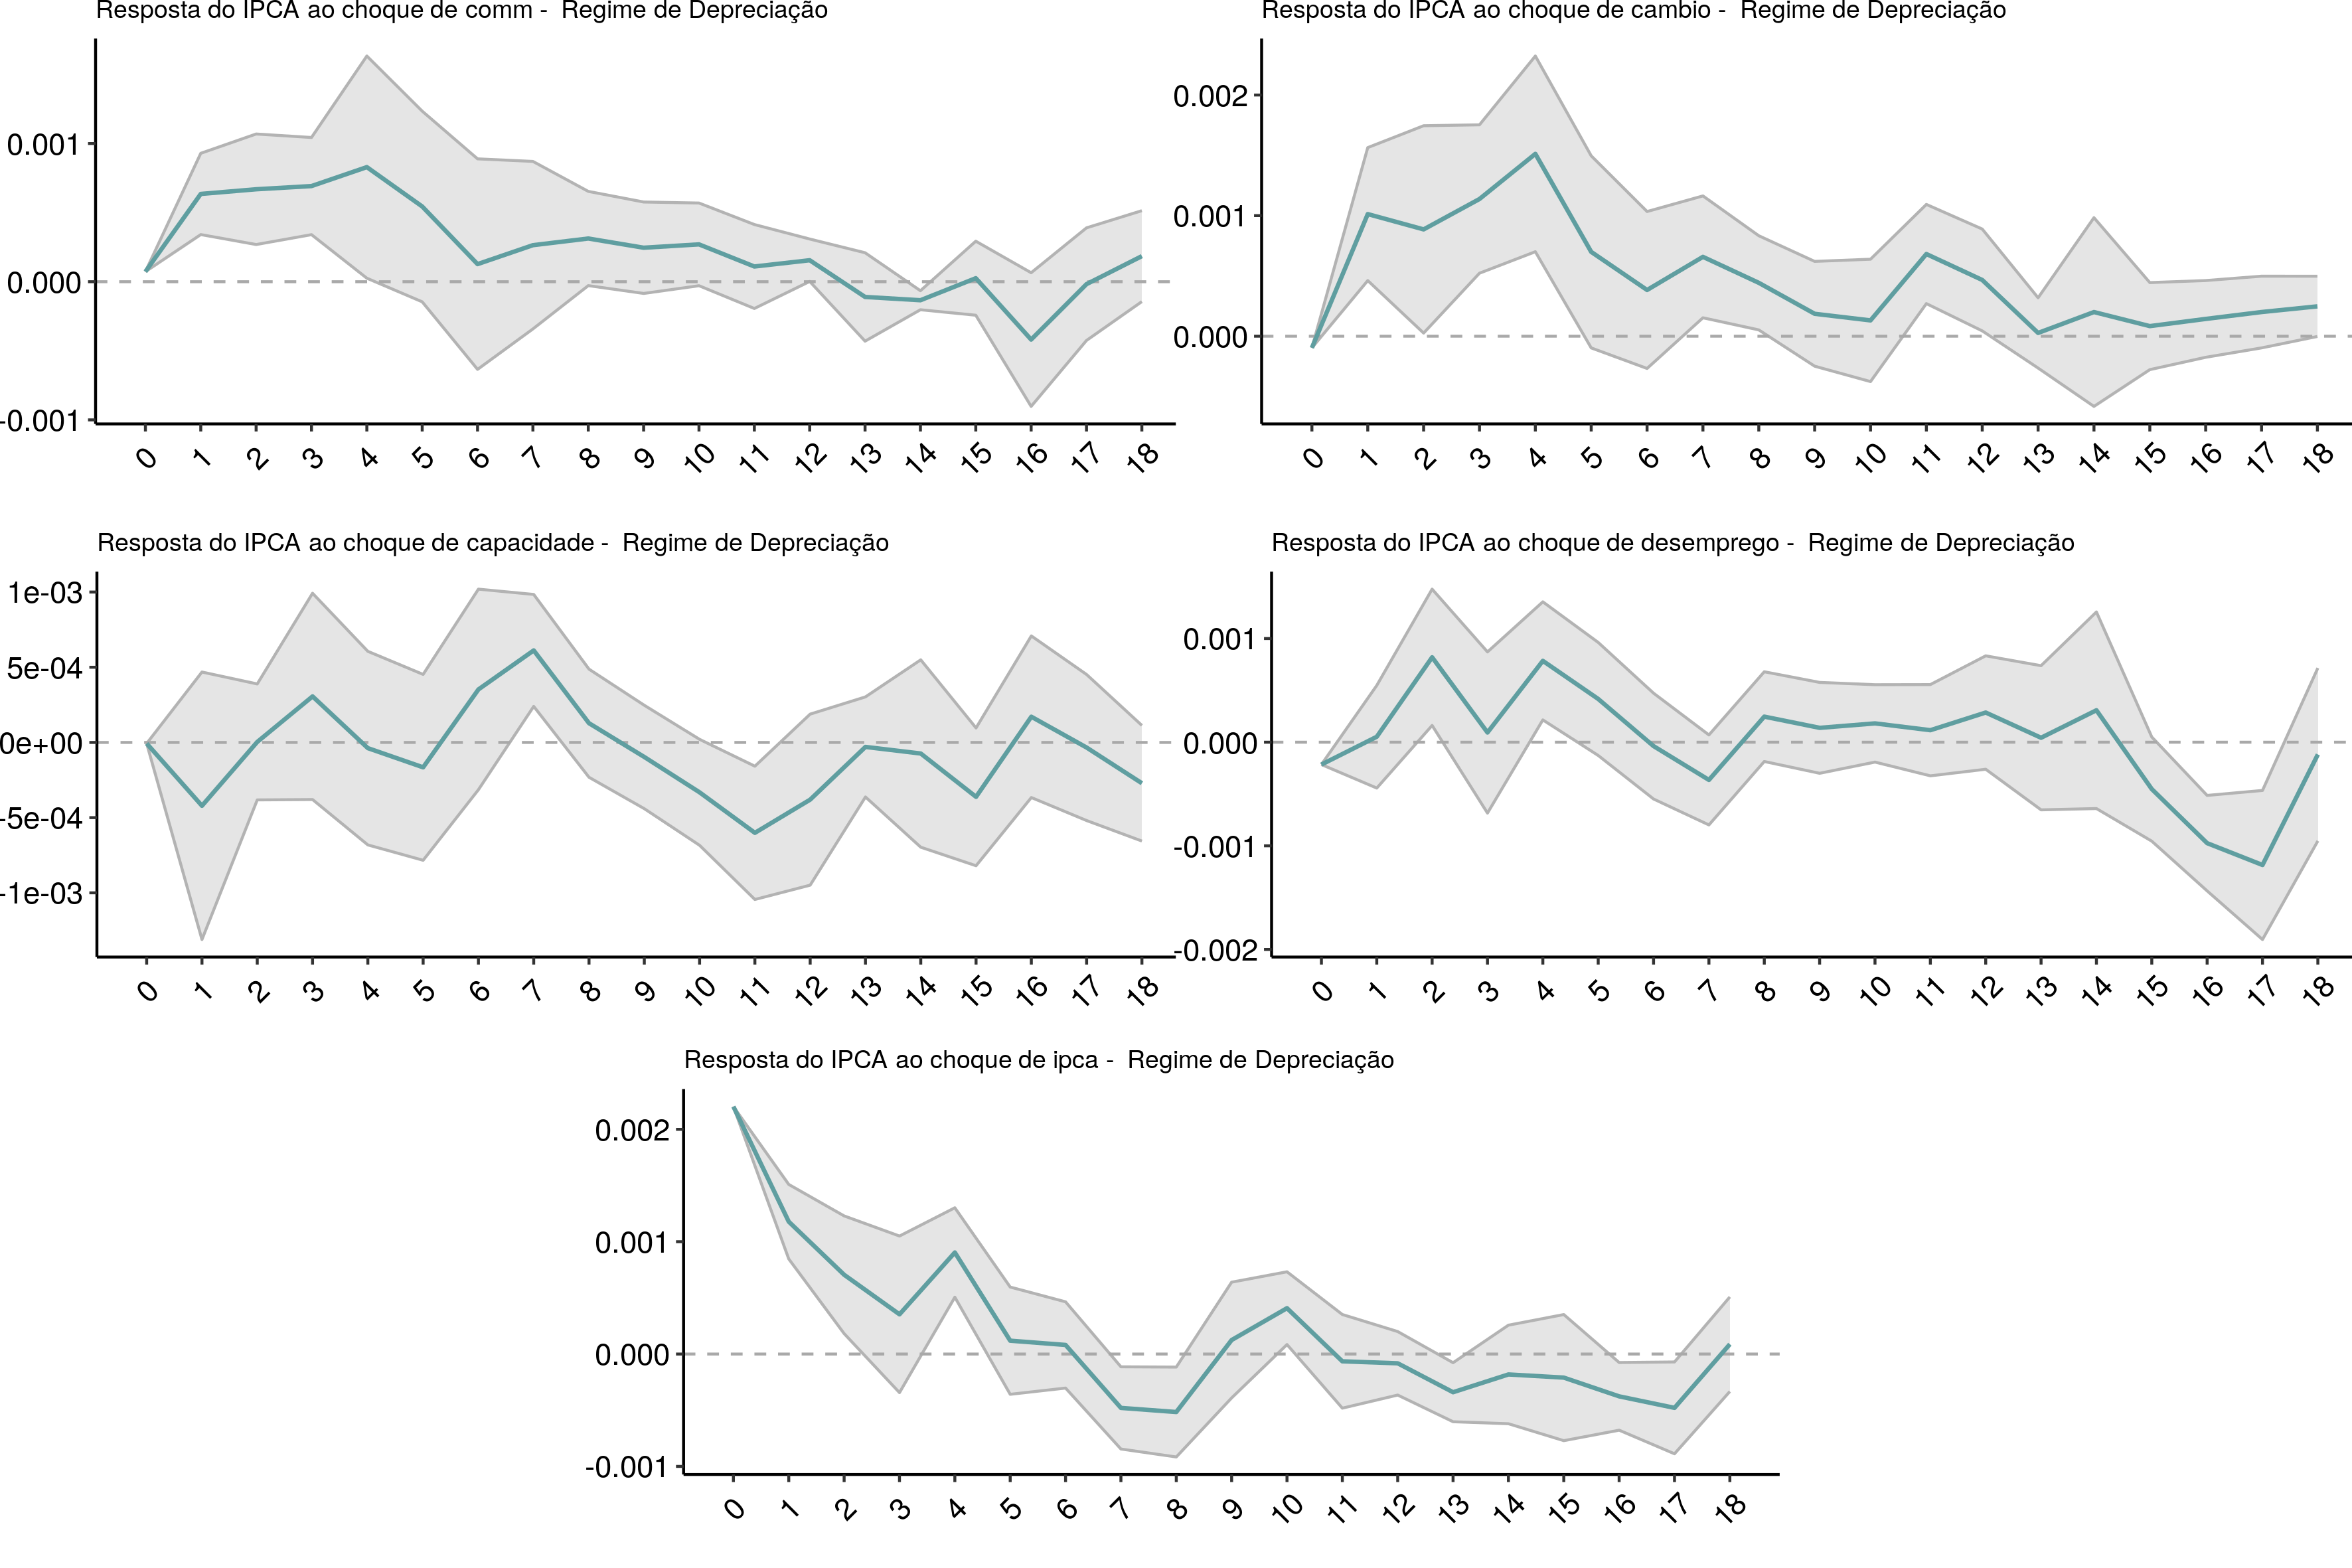 Resposta do IPCA ao choque de comm -  Regime de Depreciação
0.001
0.000
-0.001
0 1 2 3 4 5 6 7 8 9 10 11 12 13 14 15 16 17 18
Resposta do IPCA ao choque de cambio -  Regime de Depreciação
0.002
0.001
0.000
0 1 2 3 4 5 6 7 8 9 10 11 12 13 14 15 16 17 18
Resposta do IPCA ao choque de capacidade -  Regime de Depreciação
1e-03
5e-04
0e+00
-5e-04
-1e-03
0 1 2 3 4 5 6 7 8 9 10 11 12 13 14 15 16 17 18
Resposta do IPCA ao choque de desemprego -  Regime de Depreciação
0.001
0.000
-0.001
-0.002
0 1 2 3 4 5 6 7 8 9 10 11 12 13 14 15 16 17 18
Resposta do IPCA ao choque de ipca -  Regime de Depreciação
0.002
0.001
0.000
-0.001
0 1 2 3 4 5 6 7 8 9 10 11 12 13 14 15 16 17 18